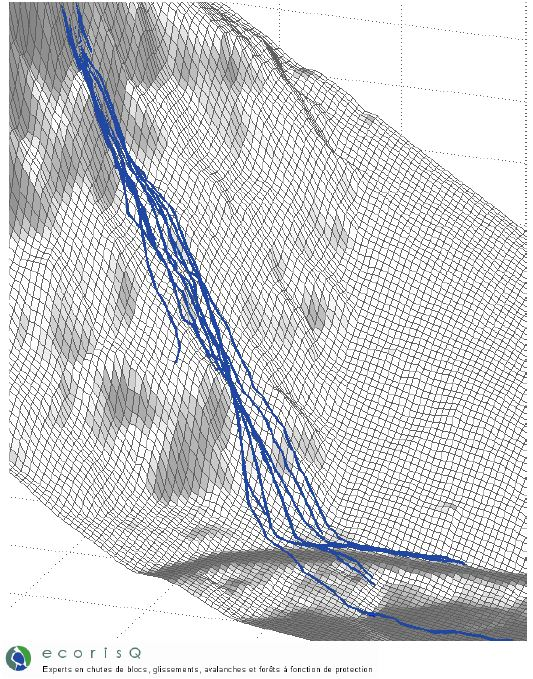 ecorisQ
Experts en chutes de blocs, glissements, avalanches et forêts à fonction de protection